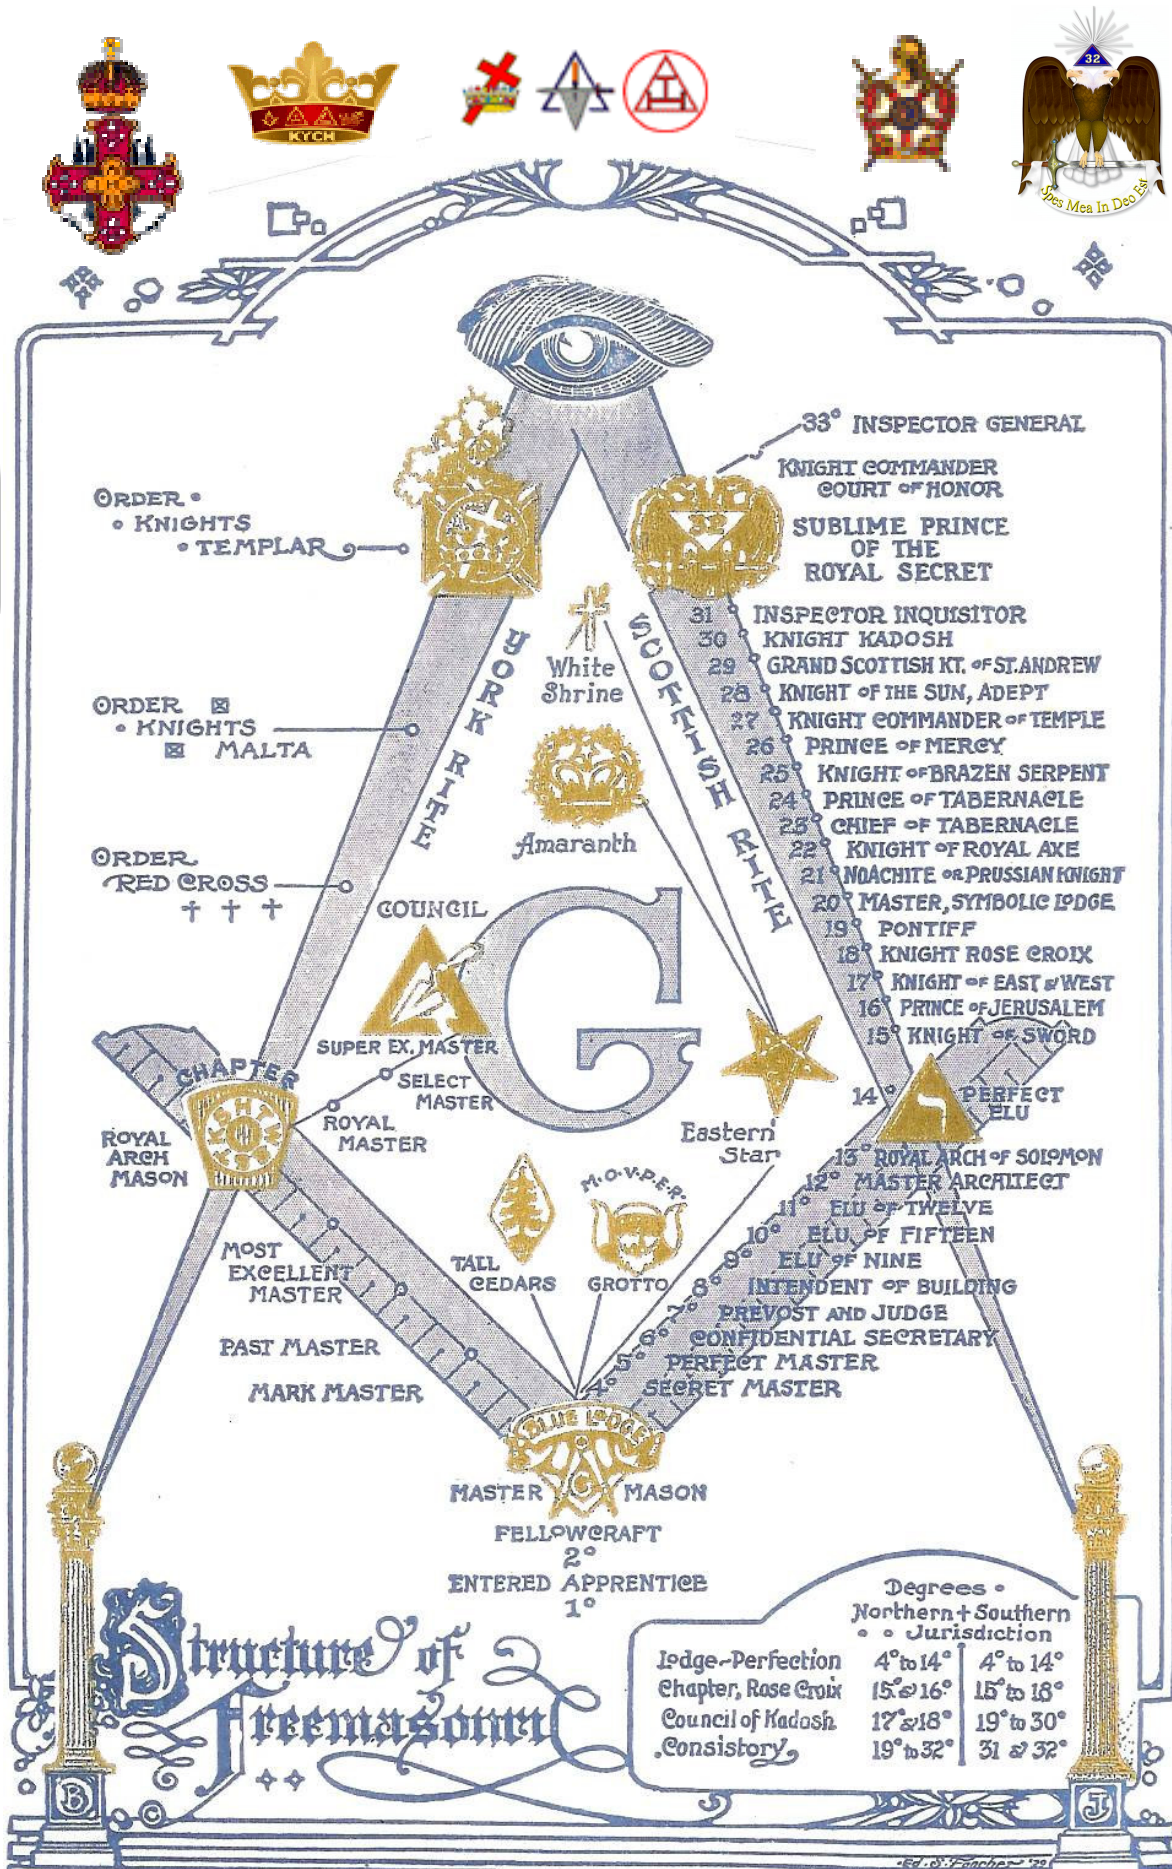 KYCH
32
Spes Mea In Deo Est
33° INSPECTOR GENERAL
KNIGHT COMMANDER
COURT OF HONOR
ORDER
KNIGHTS
TEMPLAR
32
SUBLIME PRINCE
OF THE
ROYAL SECRET
YORK RITE
SCOTTISH RITE
White
Shrine
31° INSPECTOR INQUISITOR
30° KNIGHT KADOSH
29° GRAND SCOTTISH KT. OF ST. ANDREW
28° KNIGHT OF THE SUN, ADEPT
27° KNIGHT COMMANDER OF TEMPLE
26° PRINCE OF MERCY
25° KNIGHT OF BRAZEN SERPENT
24° PRINCE OF TABERNACLE
23° CHIEF OF TABERNACLE
22° KNIGHT OF ROYAL AXE
21° NOACHITE OR PRUSSIAN KNIGHT
20° MASTER, SYMBOLIC LODGE
19° PONTIFF
18° KNIGHT ROSE CROIX
17° KNIGHT OF EAST & WEST
16° PRINCE OF JERUSALEM
15° KNIGHT OF SWORD
14° PERFECT
ELU
13° ROYAL ARCH OF SOLOMON
12° MASTER ARCHITECT
11° ELU OF TWELVE
10° ELU, OF FIFTEEN
9° ELU OF NINE
8° INTENDENT OF BUILDING
7° PREVOST AND JUDGE
6° CONFIDENTIAL SECRETARY
5° PERFECT MASTER
4° SECRET MASTER
ORDER
KNIGHTS
MALTA
Amaranth
ORDER
RED CROSS
COUNCIL
G
SUPER EX. MASTER
SELECT
MASTER
ROYAL
MASTER
CHAPTER
HTWSSTKS
ROYAL
ARCH
MASON
Eastern
Star
M.O.V.P.E.R.
TALL
CEDARS
GROTTO
MOST
EXCELLENT
MASTER
PAST MASTER
MARK MASTER
BLUE LODGE
G
MASTER MASON
FELLOWCRAFT
2°
ENTERED APPRENTICE
1°
Structure of
Freemasonry
Degrees
Northern + Southern
Jurisdiction
Lodge-Perfection 4° to 14° 4° to 14°
Chapter, Rose Croix 15° & 16° 15° to 18°
Council of Kadosh 17° & 18° 19° to 30°
Consistory 19° to 32° 31 & 32°
B
C
J